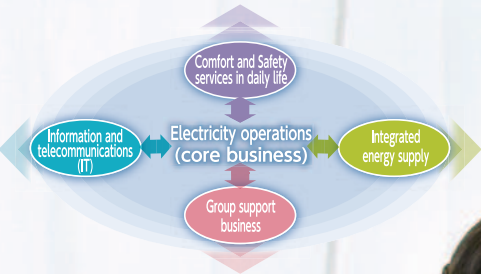 Comfort and Safety
services in daily life
Information and
telecommunications
(IT)
Electricity operations
(core business)
Integrated
energy supply
Group support
business